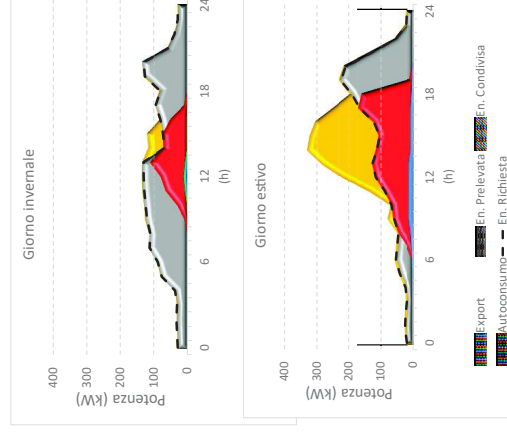 Giorno invernale
Potenza (kW)
400
300
200
100
0
0
6
12
18
24
(h)
Giorno estivo
Potenza (kW)
400
300
200
100
0
0
6
12
18
24
(h)
Export
En. Prelevata
En. Condivisa
Autoconsumo
En. Richiesta